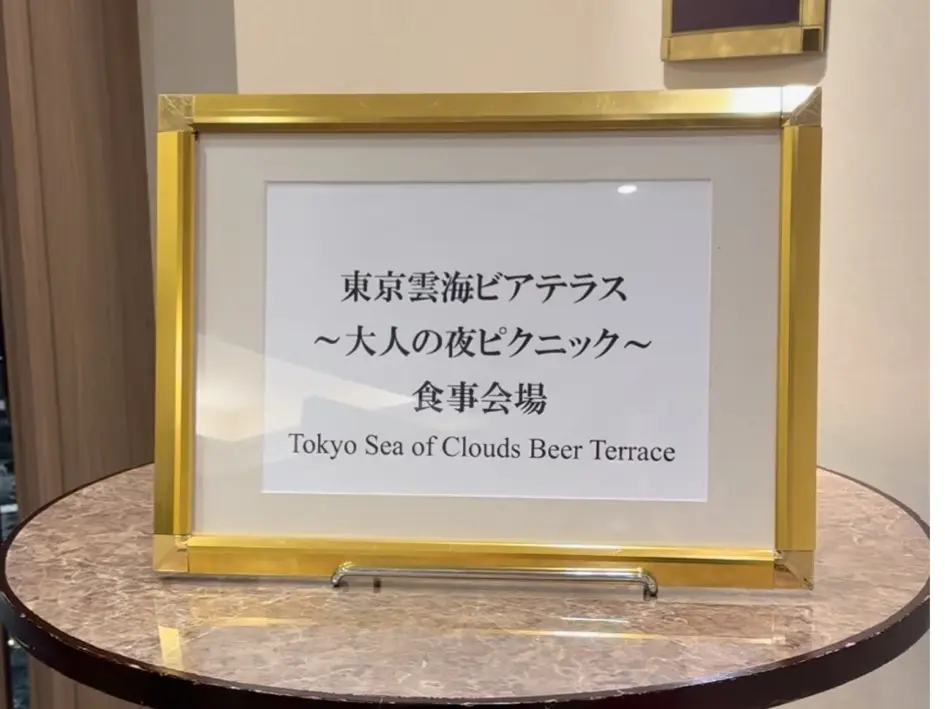 東京雲海ビアテラス
～大人の夜ピクニック～
食事会場
Tokyo Sea of Clouds Beer Terrace